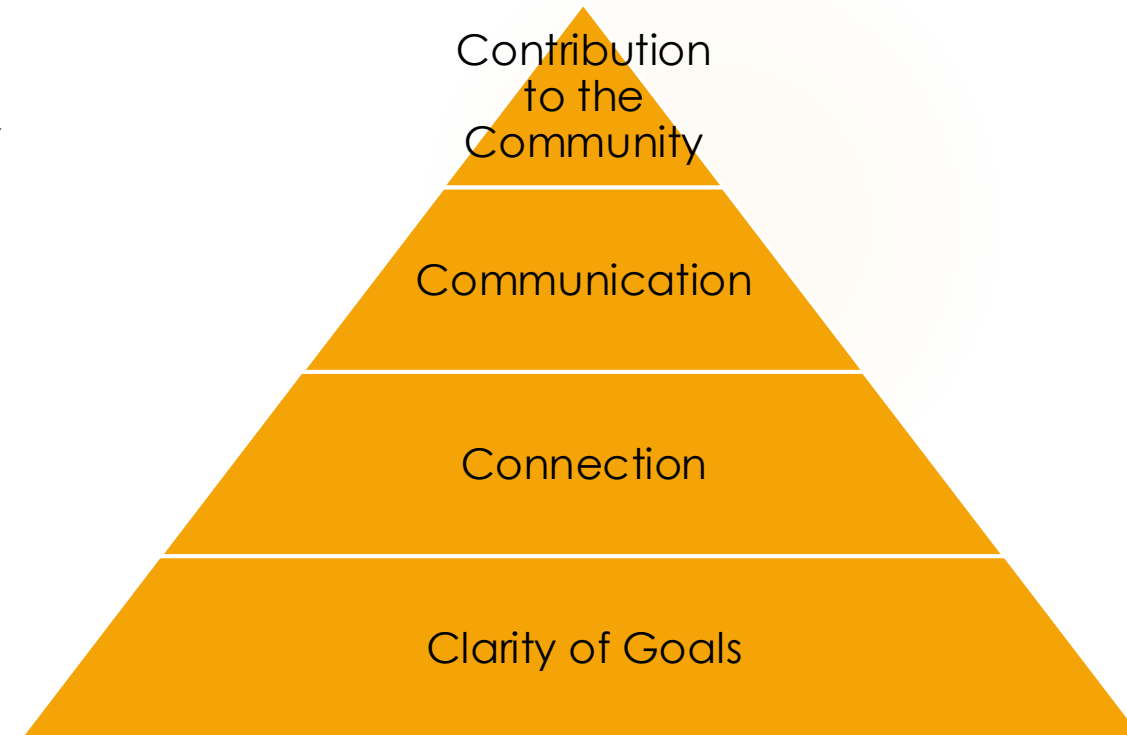 Contribution
to the
Community
Communication
Connection
Clarity of Goals